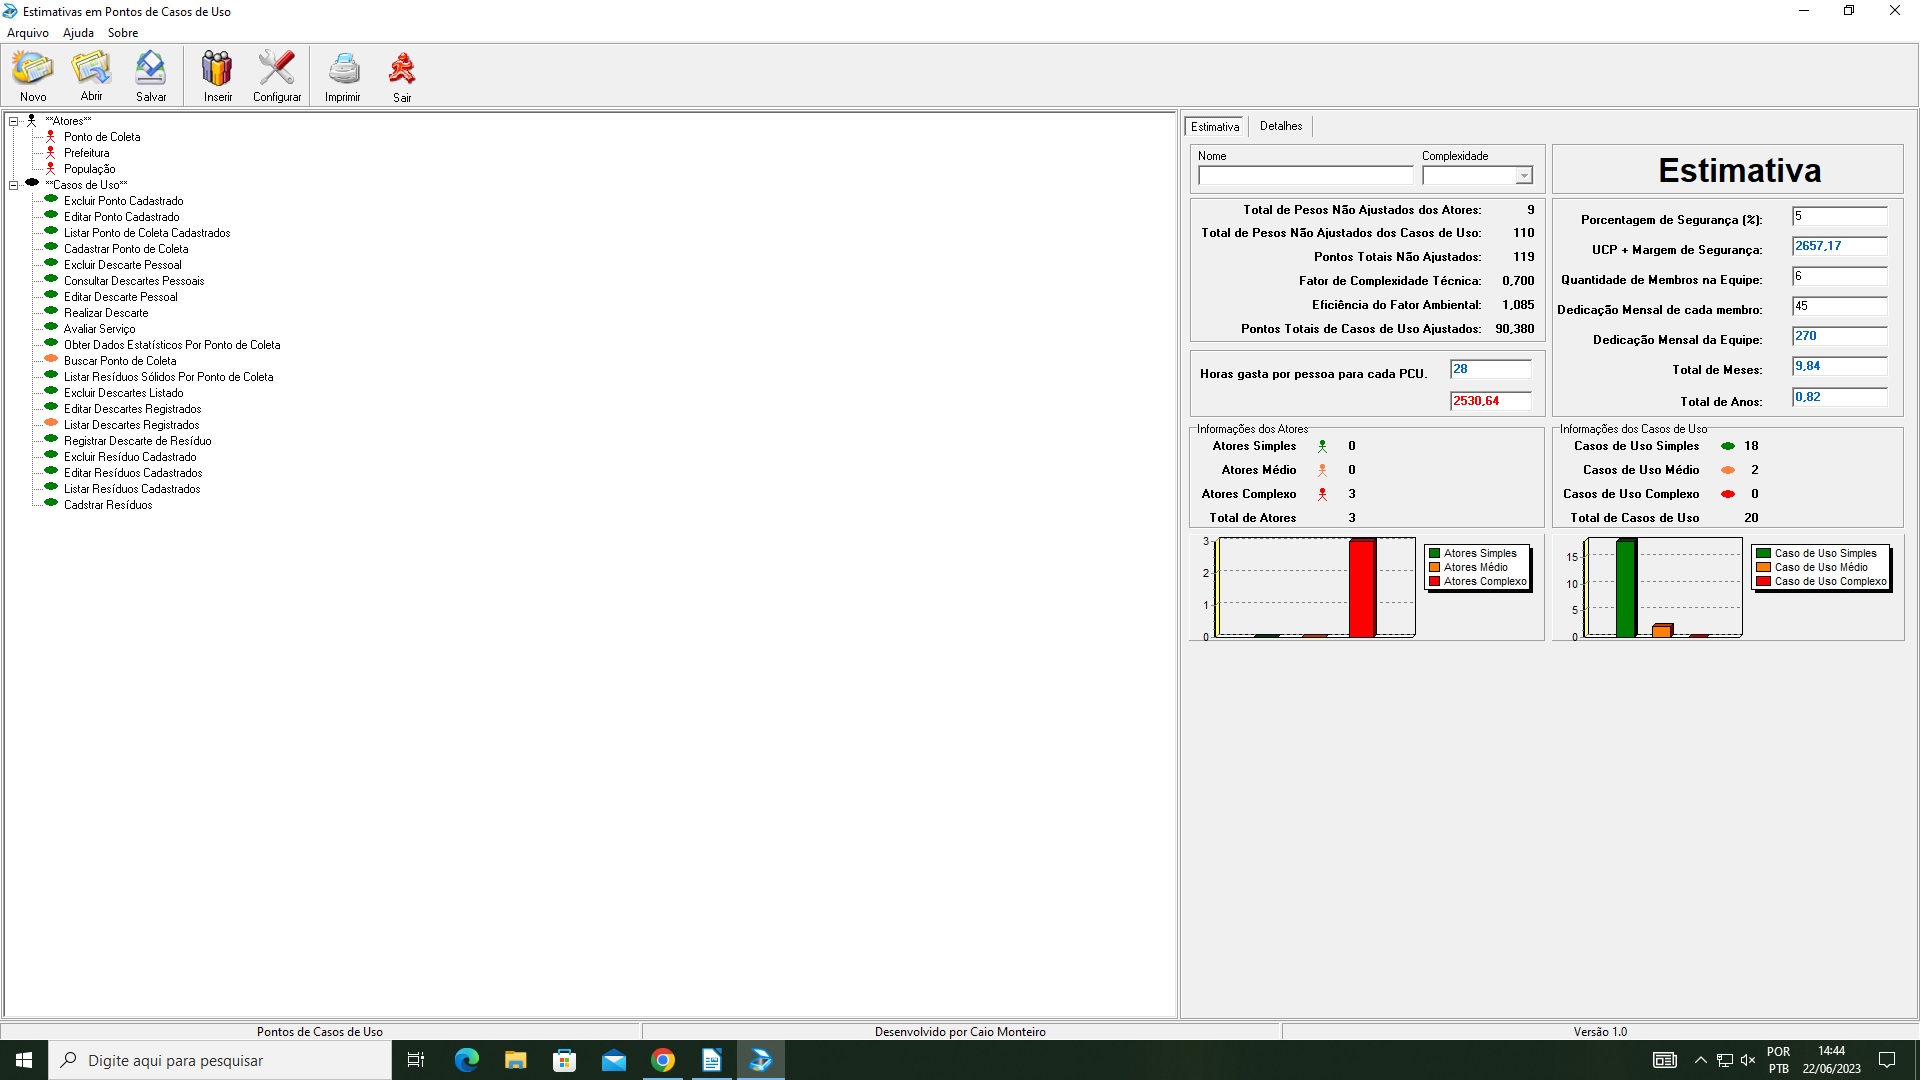 Estimativas em Pontos de Casos de Uso
Arquivo Ajuda Sobre
Novo Abrir Salvar Inserir Configurar Imprimir Sair
**Atores**
Ponto de Coleta
Prefeitura
População
**Casos de Uso**
Excluir Ponto Cadastrado
Editar Ponto Cadastrado
Listar Ponto de Coleta Cadastrados
Cadastrar Ponto de Coleta
Excluir Descarte Pessoal
Consultar Descartes Pessoais
Editar Descarte Pessoal
Realizar Descarte
Avaliar Serviço
Obter Dados Estatísticos Por Ponto de Coleta
Buscar Ponto de Coleta
Listar Resíduos Sólidos Por Ponto de Coleta
Excluir Descartes Listado
Editar Descartes Registrados
Listar Descartes Registrados
Registrar Descarte de Resíduo
Excluir Resíduo Cadastrado
Editar Resíduos Cadastrados
Listar Resíduos Cadastrados
Cadstrar Resíduos
Estimativa Detalhes
Nome Complexidade
Total de Pesos Não Ajustados dos Atores: 9
Total de Pesos Não Ajustados dos Casos de Uso: 110
Pontos Totais Não Ajustados: 119
Fator de Complexidade Técnica: 0,700
Eficiência do Fator Ambiental: 1,085
Pontos Totais de Casos de Uso Ajustados: 90,380
Horas gasta por pessoa para cada PCU. 28
2530,64
Estimativa
Porcentagem de Segurança (%): 5
UCP + Margem de Segurança: 2657,17
Quantidade de Membros na Equipe: 6
Dedicação Mensal de cada membro: 45
Dedicação Mensal da Equipe: 270
Total de Meses: 9,84
Total de Anos: 0,82
Informações dos Atores
Atores Simples 0
Atores Médio 0
Atores Complexo 3
Total de Atores 3
Informações dos Casos de Uso
Casos de Uso Simples 18
Casos de Uso Médio 2
Casos de Uso Complexo 0
Total de Casos de Uso 20
3
2
1
0
Atores Simples
Atores Médio
Atores Complexo
15
10
5
0
Caso de Uso Simples
Caso de Uso Médio
Caso de Uso Complexo
Pontos de Casos de Uso Desenvolvido por Caio Monteiro Versão 1.0
Digite aqui para pesquisar
POR
PTB
14:44
22/06/2023